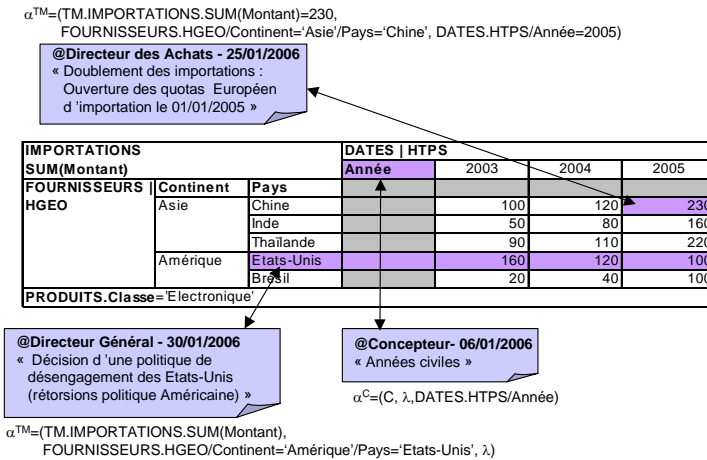 αTM=(TM.IMPORTATIONS.SUM(Montant)=230,
FOURNISSEURS.HGEO/Continent=‘Asie’/Pays=‘Chine’, DATES.HTPS/Année=2005)
@Directeur des Achats - 25/01/2006
« Doublement des importations :
Ouverture des quotas Européen
d ’importation le 01/01/2005 »
IMPORTATIONS DATES | HTPS
SUM(Montant) Année 2003 2004 2005
FOURNISSEURS | Continent Pays
HGEO Asie Chine 100 120 230
Inde 50 80 160
Thaïlande 90 110 220
Amérique Etats-Unis 160 120 100
Brésil 20 40 100
PRODUITS.Classe='Electronique'
@Directeur Général - 30/01/2006
« Décision d ’une politique de
désengagement des Etats-Unis
(rétorsions politique Américaine) »
@Concepteur- 06/01/2006
« Années civiles »
αC=(C, λ,DATES.HTPS/Année)
αTM=(TM.IMPORTATIONS.SUM(Montant),
FOURNISSEURS.HGEO/Continent=‘Amérique’/Pays=‘Etats-Unis’, λ)